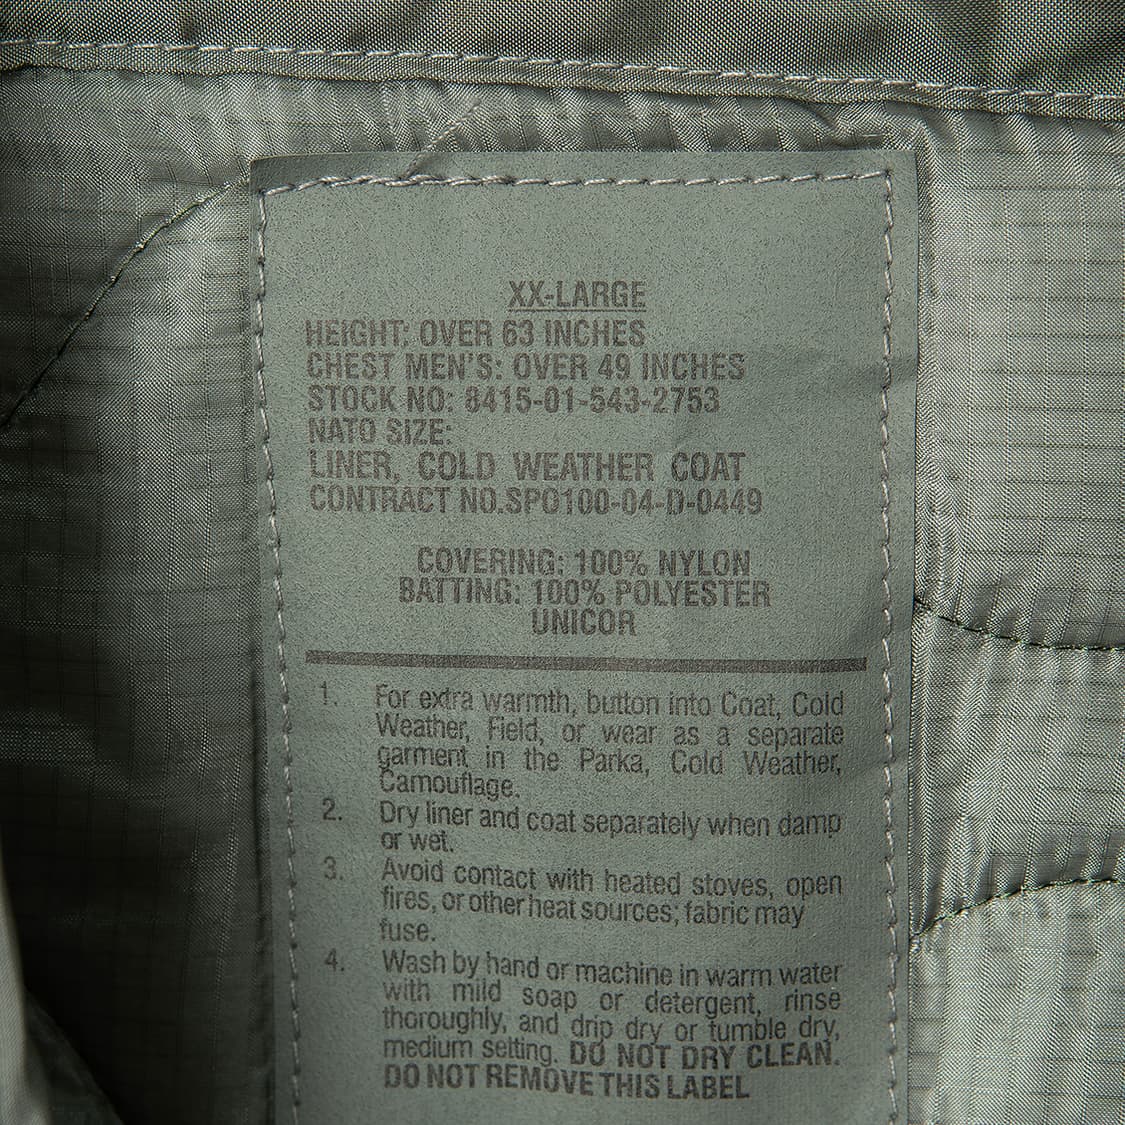 XX-LARGE
HEIGHT: OVER 63 INCHES
CHEST MEN'S: OVER 49 INCHES
STOCK NO: 8415-01-543-2753
NATO SIZE:
LINER, COLD WEATHER COAT
CONTRACT NO.SPO100-04-D-0449
COVERING: 100% NYLON
BATTING: 100% POLYESTER
UNICOR
1. For extra warmth, button into Coat, Cold
Weather, Field, or wear as a separate
garment in the Parka, Cold Weather,
Camouflage.
2. Dry liner and coat separately when damp
or wet.
3. Avoid contact with heated stoves, open
fires, or other heat sources; fabric may
fuse.
4. Wash by hand or machine in warm water
with mild soap or detergent, rinse
thoroughly, and drip dry or tumble dry,
medium setting. DO NOT DRY CLEAN.
DO NOT REMOVE THIS LABEL